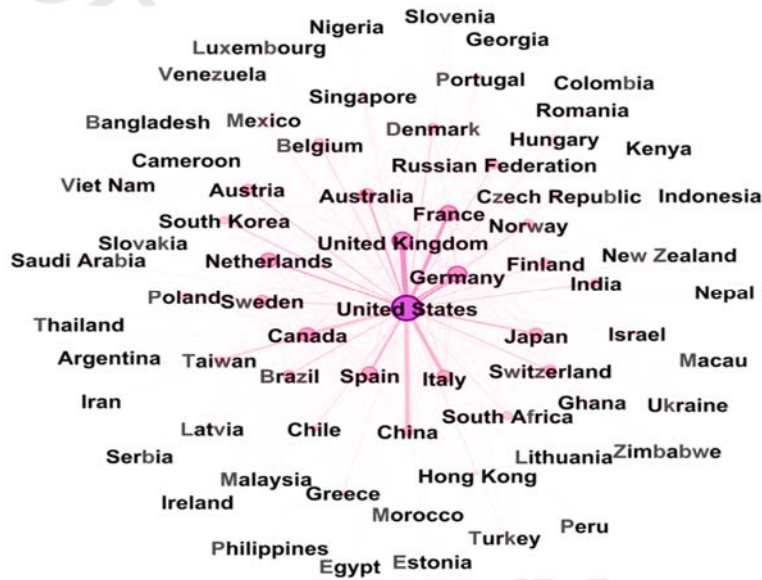 Slovenia
Nigeria
Georgia
Luxembourg
Venezuela
Portugal
Colombia
Singapore
Romania
Bangladesh
Mexico
Denmark
Belgium
Hungary
Kenya
Cameroon
Russian Federation
Viet Nam
Austria
Australia
Czech Republic
Indonesia
France
South Korea
Norway
Slovakia
United Kingdom
Saudi Arabia
Netherlands
Finland
New Zealand
Germany
India
Poland
Sweden
Nepal
United States
Thailand
Canada
Japan
Israel
Argentina
Taiwan
Macau
Brazil
Spain
Italy
Switzerland
Iran
Ghana
Ukraine
South Africa
Latvia
Chile
China
Serbia
Lithuania
Zimbabwe
Malaysia
Hong Kong
Ireland
Greece
Morocco
Peru
Turkey
Philippines
Egypt
Estonia